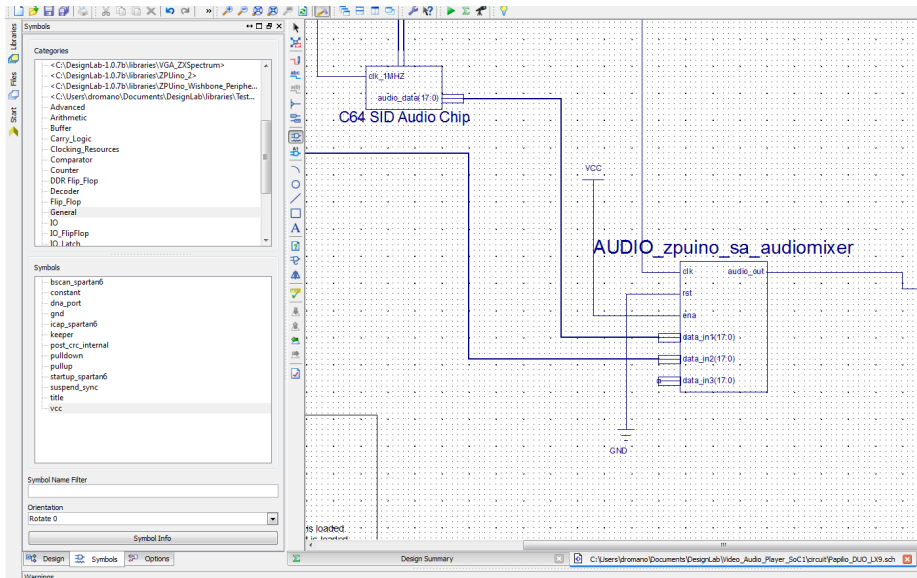 Symbols
Libraries
Files
Start
Categories
<C:\DesignLab-1.0.7b\libraries\VGA_ZXSpectrum>
<C:\DesignLab-1.0.7b\libraries\ZPUino_2>
<C:\DesignLab-1.0.7b\libraries\ZPUino_Wishbone_Periphe...
<C:\Users\dromano\Documents\DesignLab\libraries\Test...
Advanced
Arithmetic
Buffer
Carry_Logic
Clocking_Resources
Comparator
Counter
DDR Flip_Flop
Decoder
Flip_Flop
General
IO
IO_FlipFlop
IO_Latch
Symbols
bscan_spartan6
constant
dna_port
gnd
icap_spartan6
keeper
post_crc_internal
pulldown
pullup
startup_spartan6
suspend_sync
title
vcc
Symbol Name Filter
Orientation
Rotate 0
Symbol Info
Design
Symbols
Options
Warnings
clk_1MHZ
audio_data(17:0)
C64 SID Audio Chip
VCC
AUDIO_zpuino_sa_audiomixer
clk
audio_out
rst
ena
data_in1(17:0)
data_in2(17:0)
data_in3(17:0)
GND
is loaded.
Design Summary
C:\Users\dromano\Documents\DesignLab\Video_Audio_Player_SoC1\circuit\Papilio_DUO_LX9.sch